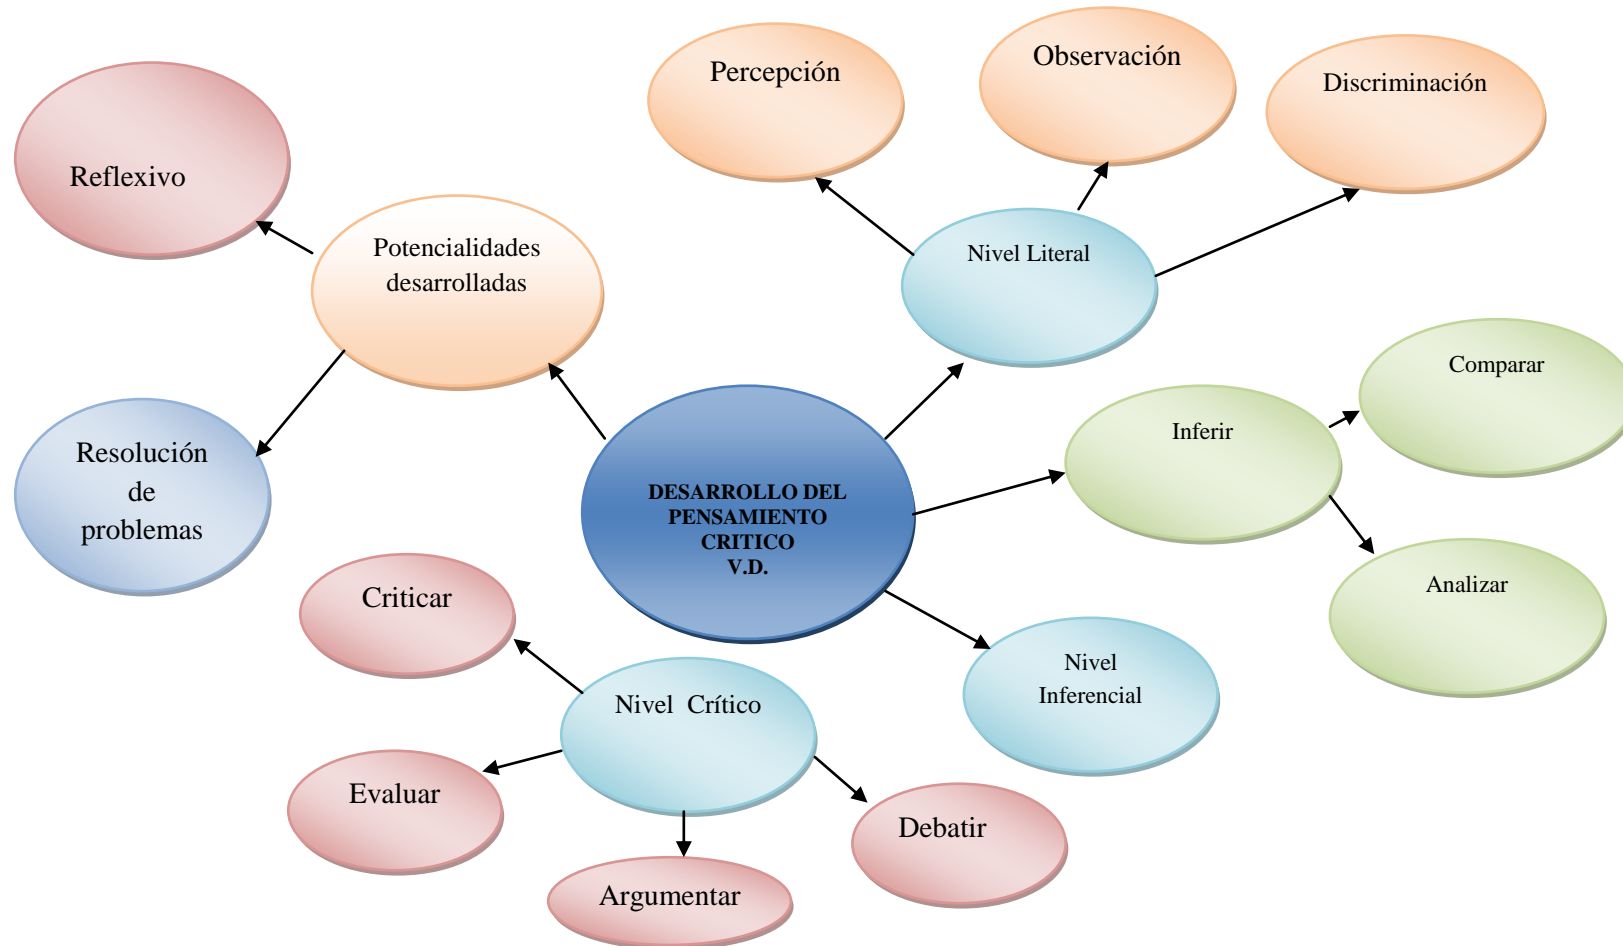 Observación
Percepción
Discriminación
Reflexivo
Potencialidades
desarrolladas
Nivel Literal
Comparar
Inferir
Resolución
de
problemas
DESARROLLO DEL
PENSAMIENTO
CRITICO
V.D.
Analizar
Criticar
Nivel
Inferencial
Nivel  Crítico
Evaluar
Debatir
Argumentar